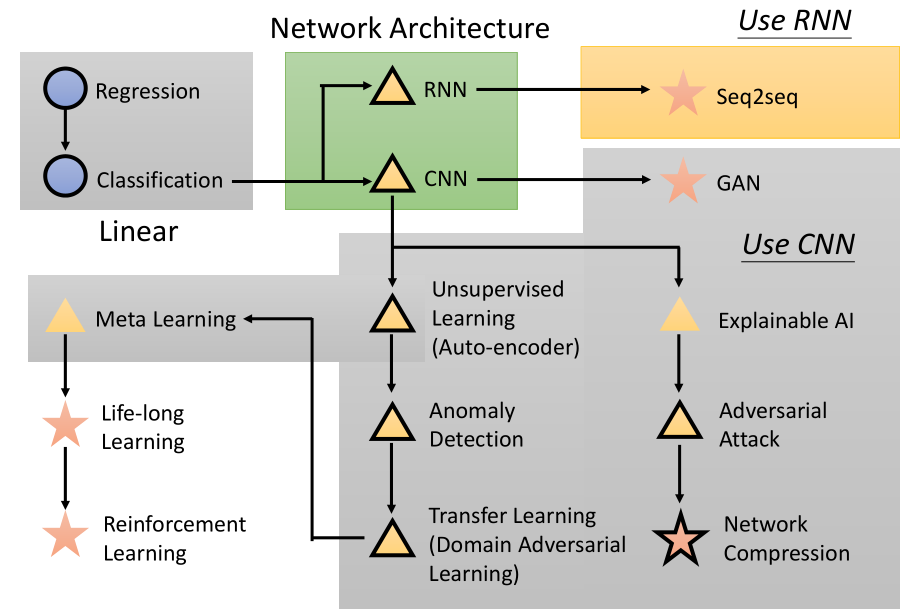 Network Architecture
Use RNN
Regression
RNN
Seq2seq
Classification
CNN
GAN
Linear
Use CNN
Meta Learning
Unsupervised
Learning
(Auto-encoder)
Explainable AI
Life-long
Learning
Anomaly
Detection
Adversarial
Attack
Reinforcement
Learning
Transfer Learning
(Domain Adversarial
Learning)
Network
Compression